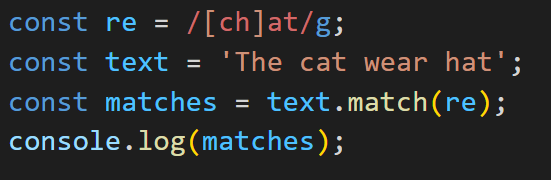 const re = /[ch]at/g;
const text = 'The cat wear hat';
const matches = text.match(re);
console.log(matches);